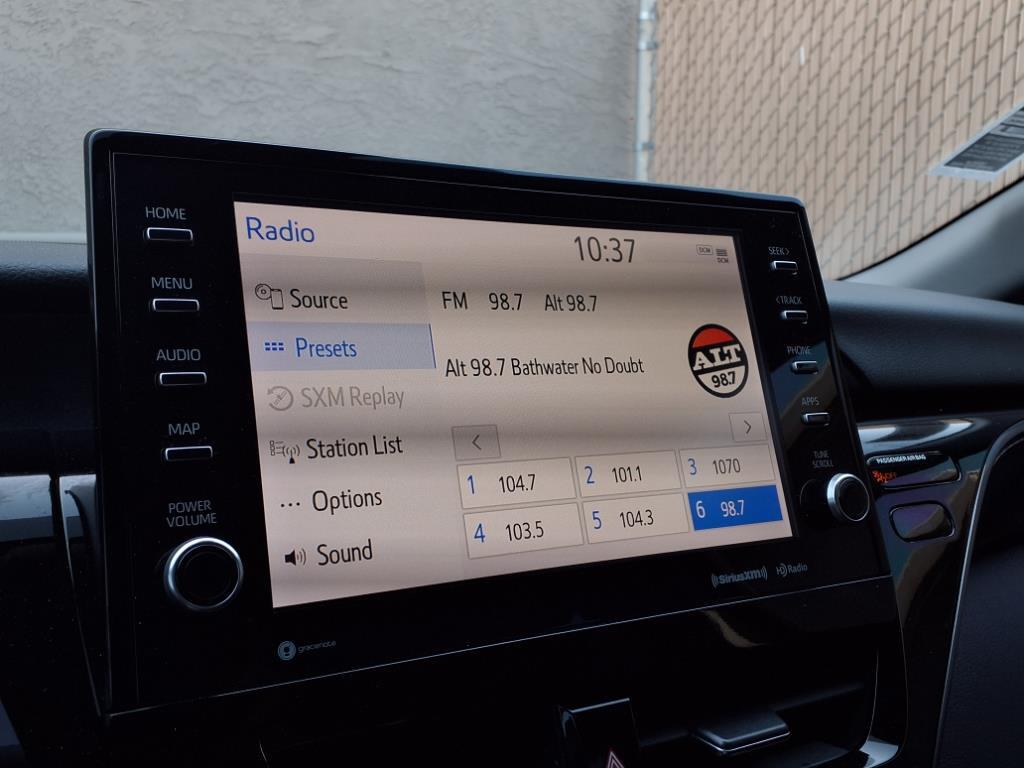 HOME
MENU
AUDIO
MAP
POWER
VOLUME
Radio
10:37
DCM
DCM
Source
Presets
SXM Replay
Station List
Options
Sound
FM 98.7 Alt 98.7
Alt 98.7 Bathwater No Doubt
ALT
98.7
<
>
1 104.7
2 101.1
3 1070
4 103.5
5 104.3
6 98.7
SEEK>
<TRACK
PHONE
APPS
TUNE
SCROLL
gracenote
SiriusXM
HD Radio
PASSENGER AIR BAG
OFF